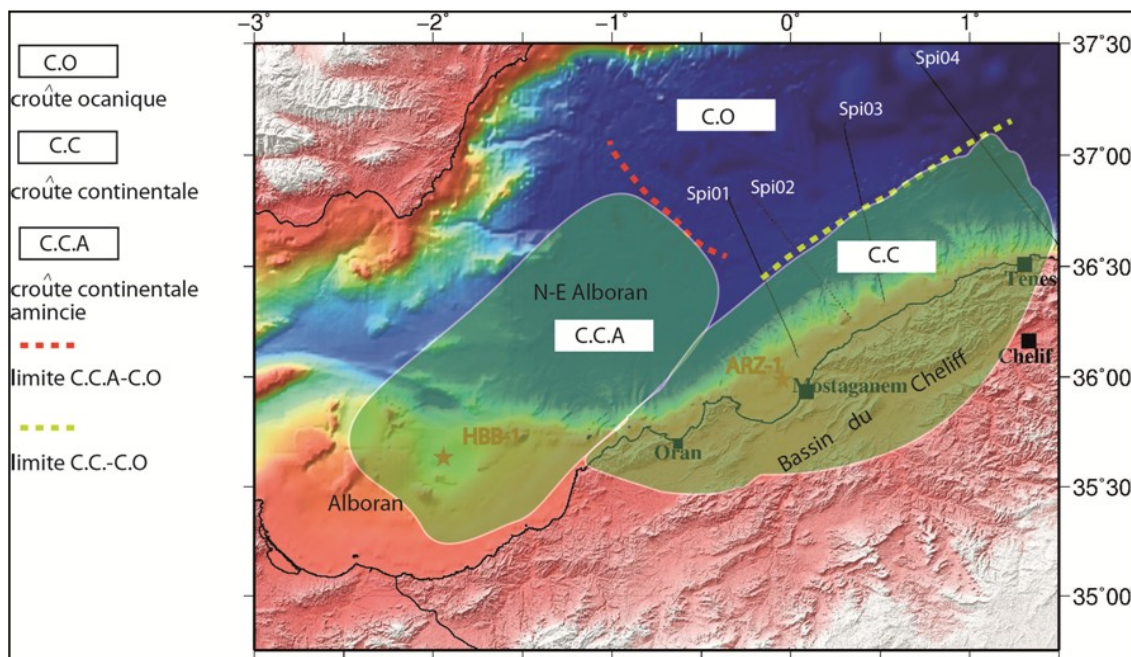 -3°
-2°
-1°
0°
1°
C.O
croûte ocanique
C.C
croûte continentale
C.C.A
croûte continentale
amincie
limite C.C.A-C.O
limite C.C.-C.O
37°30'
37°00'
36°30'
36°00'
35°30'
35°00'
Spi04
Spi03
Spi02
Spi01
C.O
C.C
N-E Alboran
C.C.A
Ténes
Chelif
ARZ-1
Mostaganem
HBB-1
Oran
Bassin du Cheliff
Alboran